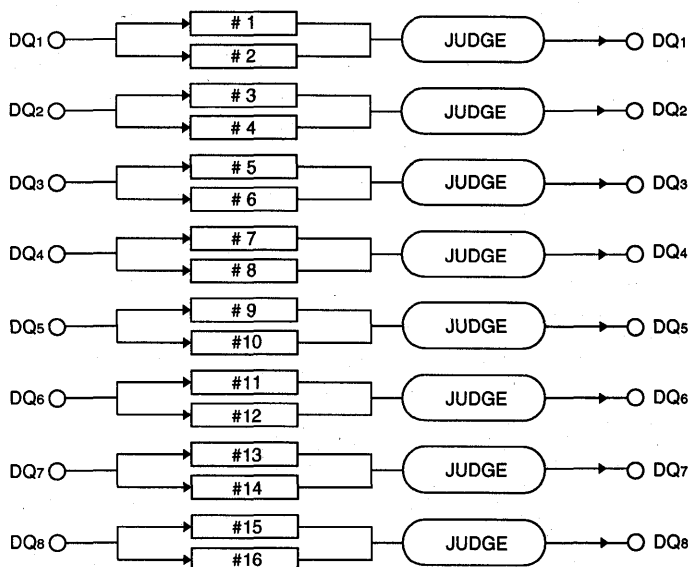 # 1
DQ1 JUDGE DQ1
# 2
# 3
DQ2 JUDGE DQ2
# 4
# 5
DQ3 JUDGE DQ3
# 6
# 7
DQ4 JUDGE DQ4
# 8
# 9
DQ5 JUDGE DQ5
#10
#11
DQ6 JUDGE DQ6
#12
#13
DQ7 JUDGE DQ7
#14
#15
DQ8 JUDGE DQ8
#16